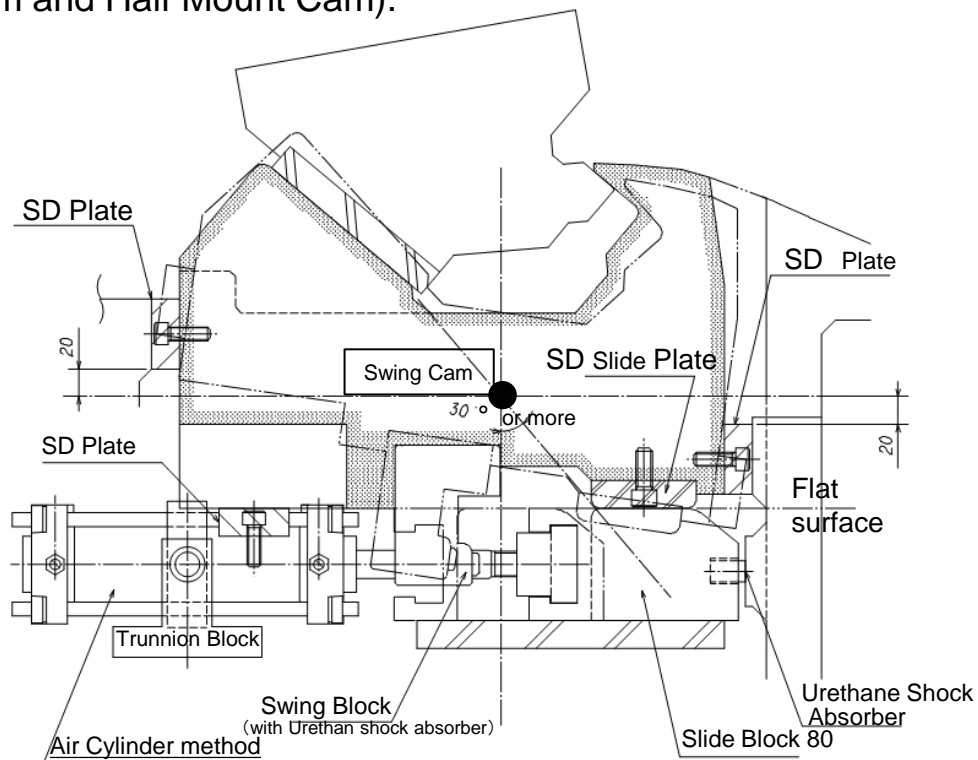 m and Half Mount Cam).
SD Plate
SD Plate
20
Swing Cam
SD Slide Plate
30 °
or more
20
SD Plate
Flat
surface
Trunnion Block
Swing Block
(with Urethan shock absorber)
Urethane Shock
Absorber
Air Cylinder method
Slide Block 80